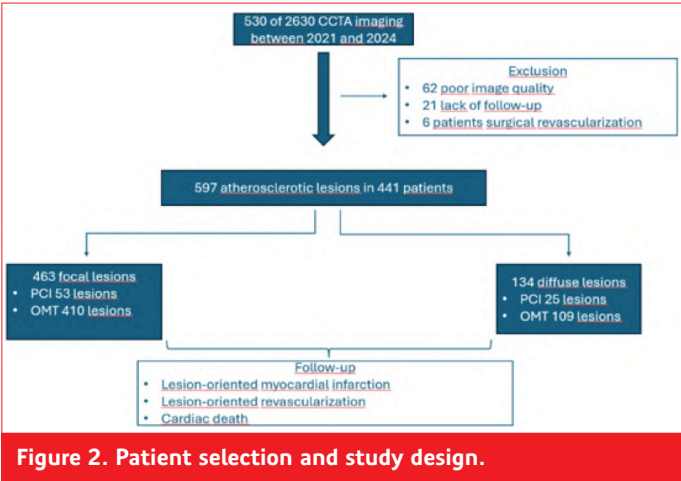 530 of 2630 CCTA imaging
between 2021 and 2024
Exclusion
• 62 poor image quality
• 21 lack of follow-up
• 6 patients surgical revascularization
597 atherosclerotic lesions in 441 patients
463 focal lesions
• PCI 53 lesions
• OMT 410 lesions
134 diffuse lesions
• PCI 25 lesions
• OMT 109 lesions
Follow-up
• Lesion-oriented myocardial infarction
• Lesion-oriented revascularization
• Cardiac death
Figure 2. Patient selection and study design.